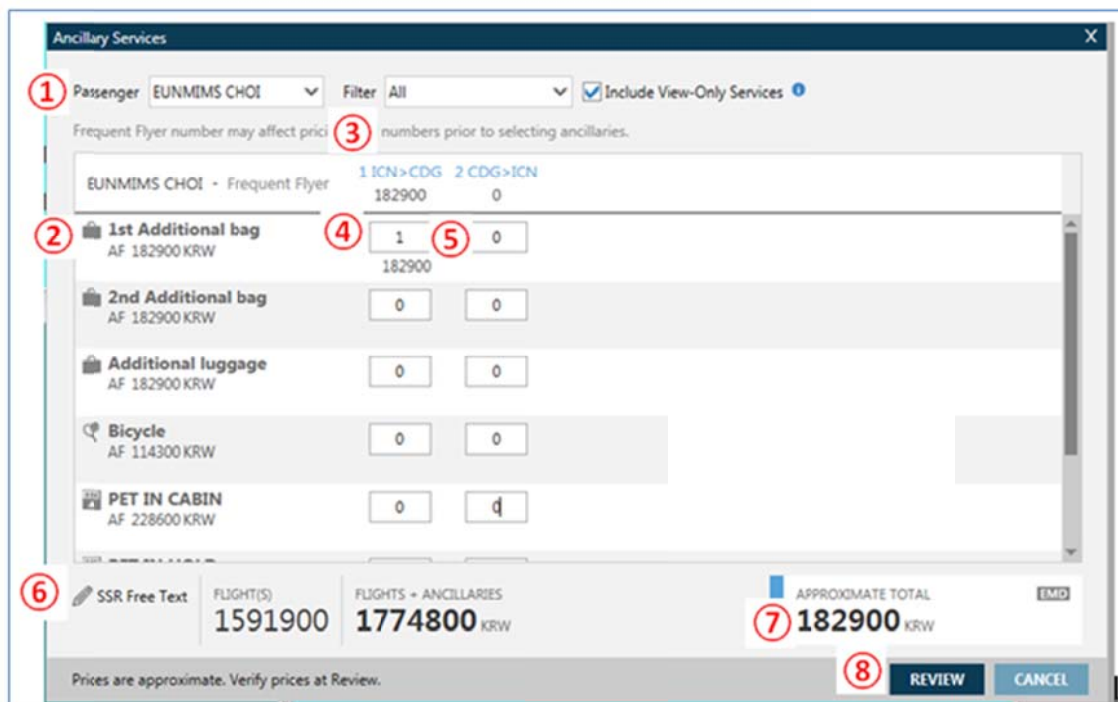 Ancillary Services X
① Passenger EUNMIMS CHOI Filter All Include View-Only Services
Frequent Flyer number may affect prici ③ numbers prior to selecting ancillaries.
EUNMIMS CHOI - Frequent Flyer 1 ICN>CDG 2 CDG>ICN
182900 0
② 1st Additional bag ④ 1 ⑤ 0
AF 182900 KRW 182900
2nd Additional bag 0 0
AF 182900 KRW
Additional luggage 0 0
AF 182900 KRW
Bicycle 0 0
AF 114300 KRW
PET IN CABIN 0 0
AF 228600 KRW
⑥ SSR Free Text FLIGHT(S) FLIGHTS + ANCILLARIES APPROXIMATE TOTAL EMD
1591900 1774800 KRW ⑦ 182900 KRW
Prices are approximate. Verify prices at Review. ⑧ REVIEW CANCEL